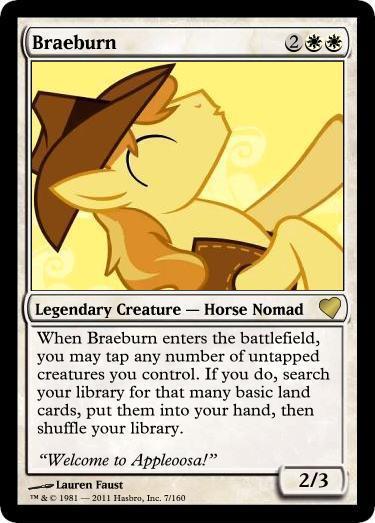 Braeburn 2
Legendary Creature — Horse Nomad
When Braeburn enters the battlefield,
you may tap any number of untapped
creatures you control. If you do, search
your library for that many basic land
cards, put them into your hand, then
shuffle your library.
“Welcome to Appleoosa!”
2/3
Lauren Faust
™ & © 1981 — 2011 Hasbro, Inc. 7/160